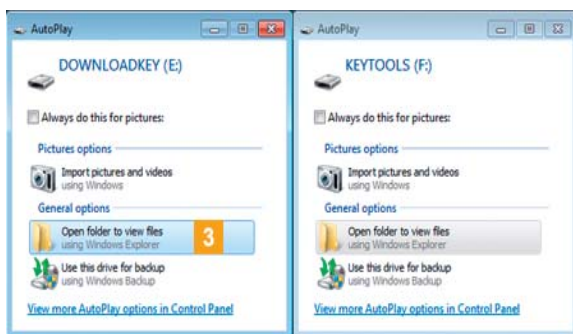 AutoPlay
DOWNLOADKEY (E:)
Always do this for pictures:
Pictures options
Import pictures and videos
using Windows
General options
Open folder to view files
using Windows Explorer
3
Use this drive for backup
using Windows Backup
View more AutoPlay options in Control Panel
AutoPlay
KEYTOOLS (F:)
Always do this for pictures:
Pictures options
Import pictures and videos
using Windows
General options
Open folder to view files
using Windows Explorer
Use this drive for backup
using Windows Backup
View more AutoPlay options in Control Panel